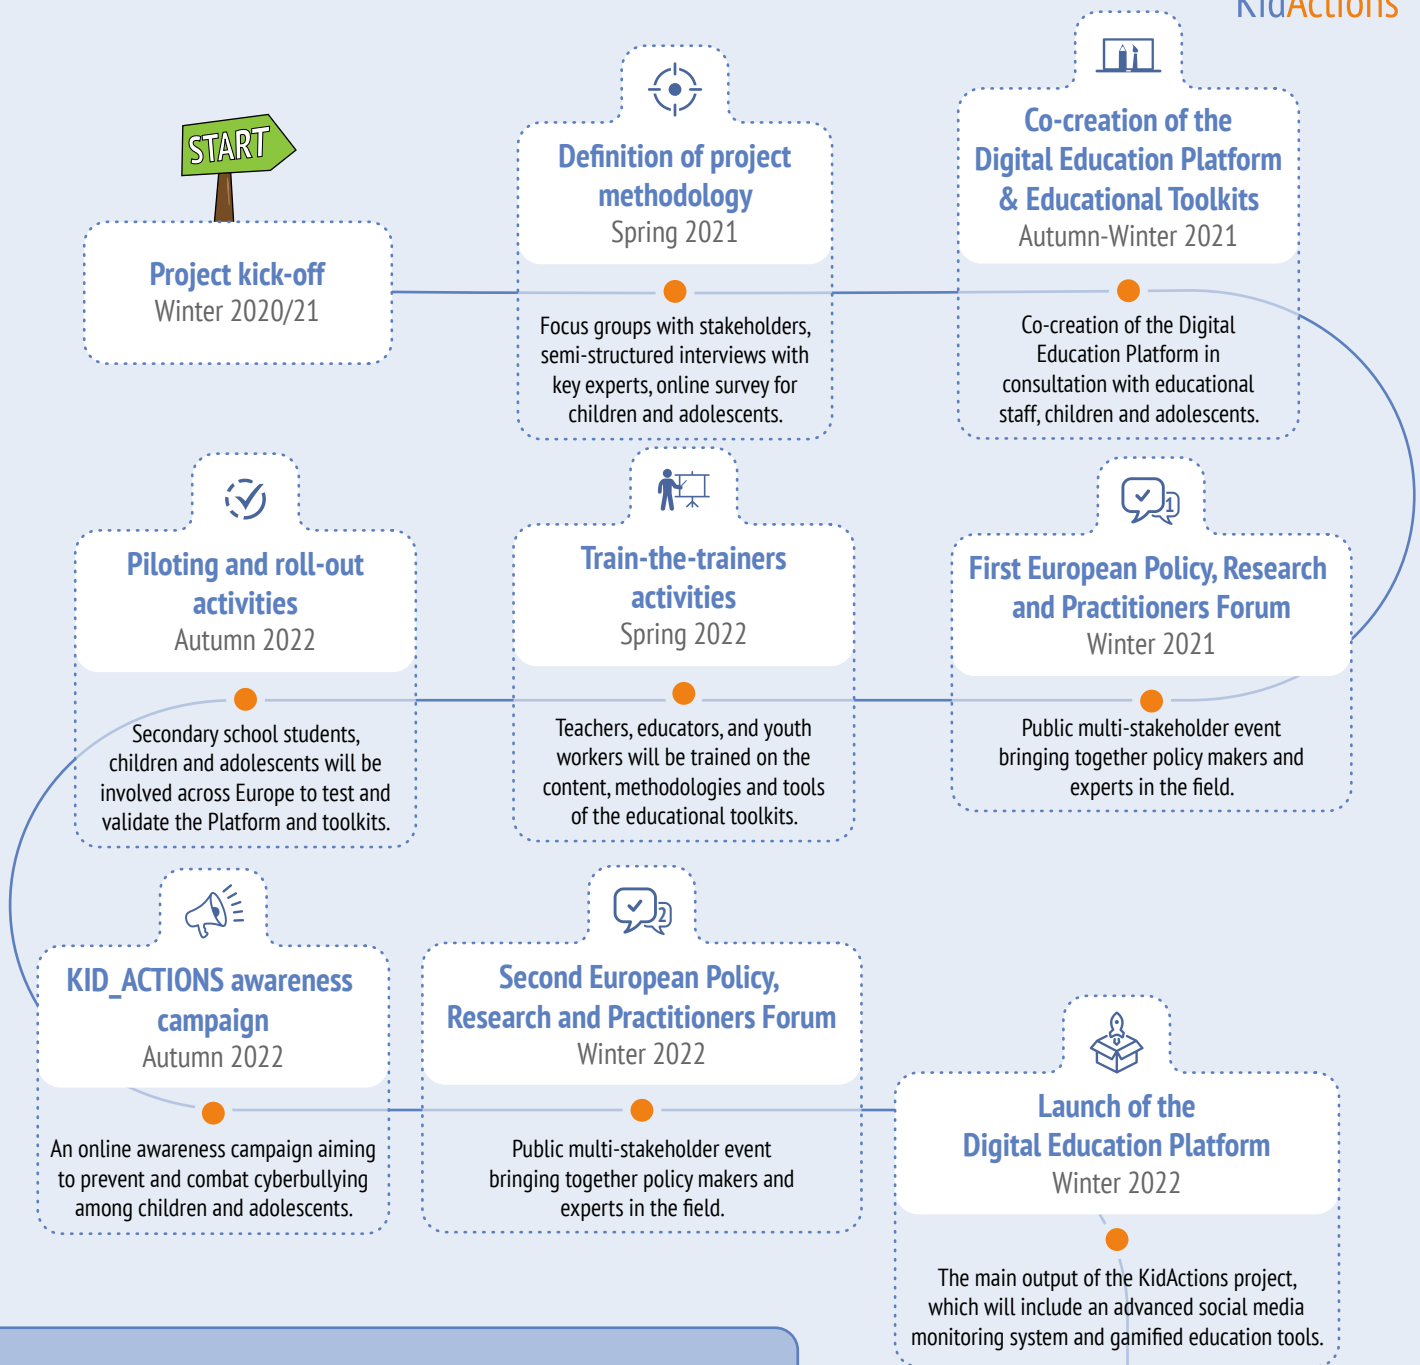 KidActions
START
Project kick-off
Winter 2020/21
Definition of project
methodology
Spring 2021
Focus groups with stakeholders,
semi-structured interviews with
key experts, online survey for
children and adolescents.
Co-creation of the
Digital Education Platform
& Educational Toolkits
Autumn-Winter 2021
Co-creation of the Digital
Education Platform in
consultation with educational
staff, children and adolescents.
1
First European Policy, Research
and Practitioners Forum
Winter 2021
Public multi-stakeholder event
bringing together policy makers and
experts in the field.
Train-the-trainers
activities
Spring 2022
Teachers, educators, and youth
workers will be trained on the
content, methodologies and tools
of the educational toolkits.
Piloting and roll-out
activities
Autumn 2022
Secondary school students,
children and adolescents will be
involved across Europe to test and
validate the Platform and toolkits.
KID_ACTIONS awareness
campaign
Autumn 2022
An online awareness campaign aiming
to prevent and combat cyberbullying
among children and adolescents.
2
Second European Policy,
Research and Practitioners Forum
Winter 2022
Public multi-stakeholder event
bringing together policy makers and
experts in the field.
Launch of the
Digital Education Platform
Winter 2022
The main output of the KidActions project,
which will include an advanced social media
monitoring system and gamified education tools.